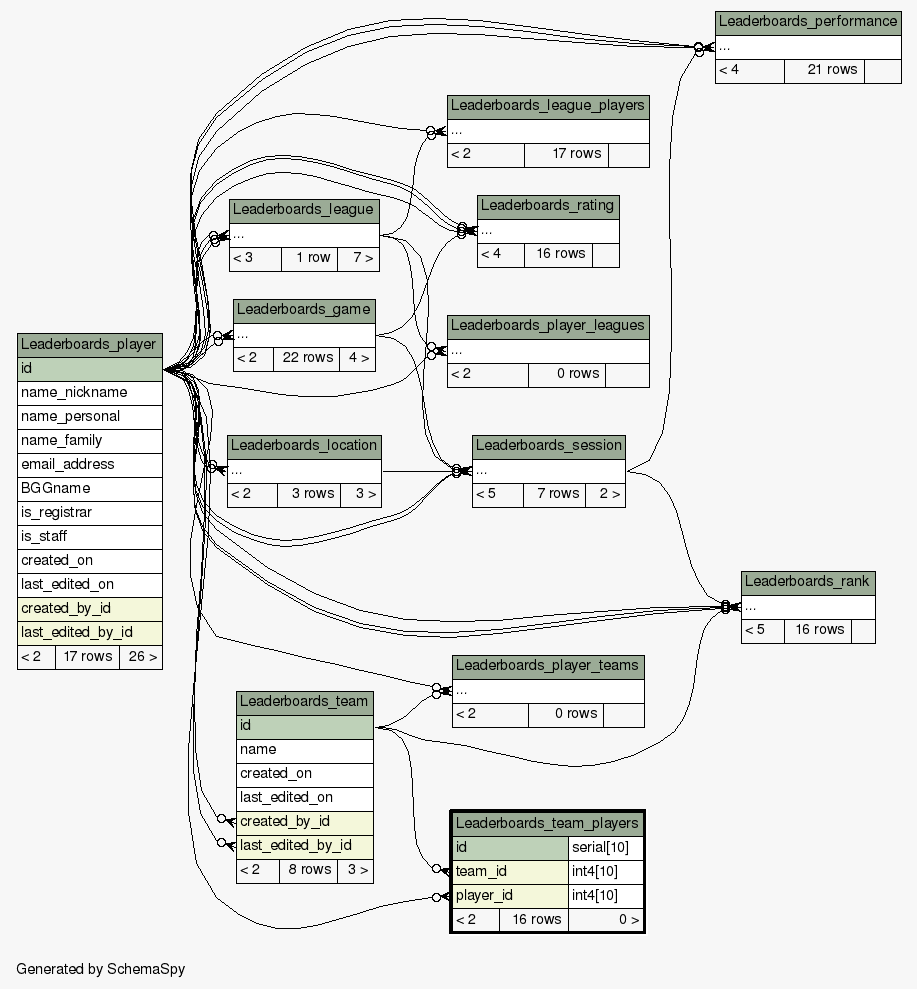 Leaderboards_performance
...
< 4 21 rows
Leaderboards_league_players
...
< 2 17 rows
Leaderboards_league
...
< 3 1 row 7 >
Leaderboards_rating
...
< 4 16 rows
Leaderboards_game
...
< 2 22 rows 4 >
Leaderboards_player_leagues
...
< 2 0 rows
Leaderboards_player
id
name_nickname
name_personal
name_family
email_address
BGGname
is_registrar
is_staff
created_on
last_edited_on
created_by_id
last_edited_by_id
< 2 17 rows 26 >
Leaderboards_location
...
< 2 3 rows 3 >
Leaderboards_session
...
< 5 7 rows 2 >
Leaderboards_rank
...
< 5 16 rows
Leaderboards_player_teams
...
< 2 0 rows
Leaderboards_team
id
name
created_on
last_edited_on
created_by_id
last_edited_by_id
< 2 8 rows 3 >
Leaderboards_team_players
id serial[10]
team_id int4[10]
player_id int4[10]
< 2 16 rows 0 >
Generated by SchemaSpy